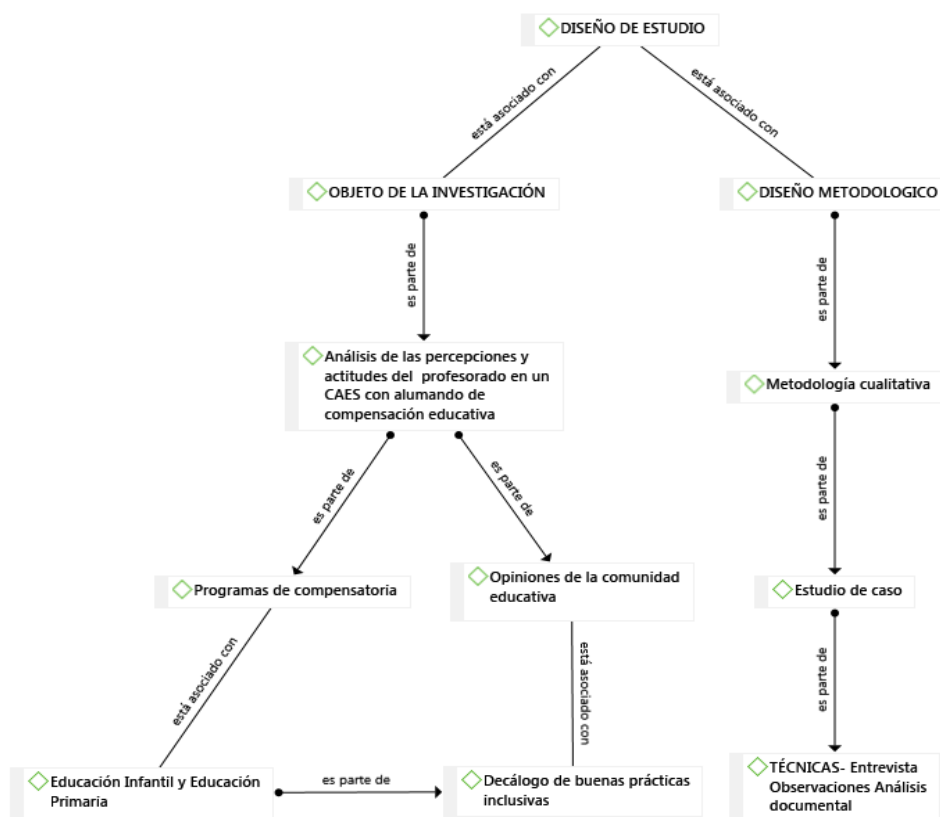 DISEÑO DE ESTUDIO
está asociado con
está asociado con
OBJETO DE LA INVESTIGACIÓN
DISEÑO METODOLOGICO
es parte de
es parte de
Análisis de las percepciones y
actitudes del profesorado en un
CAES con alumando de
compensación educativa
Metodología cualitativa
es parte de
es parte de
es parte de
Programas de compensatoria
Opiniones de la comunidad
educativa
Estudio de caso
está asociado con
está asociado con
es parte de
Educación Infantil y Educación
Primaria
es parte de
Decálogo de buenas prácticas
inclusivas
TÉCNICAS- Entrevista
Observaciones Análisis
documental